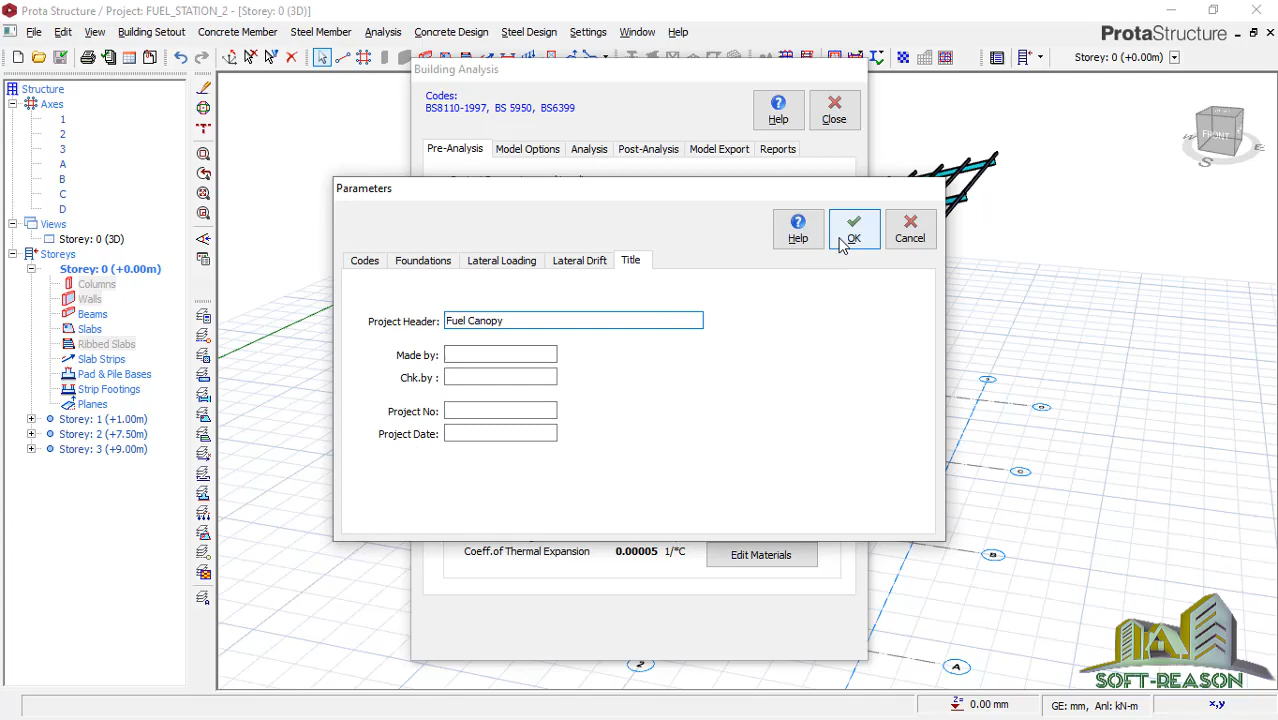 Prota Structure / Project: FUEL_STATION_2 - [Storey: 0 (3D)]
File Edit View Building Setout Concrete Member Steel Member Analysis Concrete Design Steel Design Settings Window Help
ProtaStructure
Storey: 0 (+0.00m)
Structure
Axes
1
2
3
A
B
C
D
Views
Storey: 0 (3D)
Storeys
Storey: 0 (+0.00m)
Columns
Walls
Beams
Slabs
Ribbed Slabs
Slab Strips
Pad & Pile Bases
Strip Footings
Planes
Storey: 1 (+1.00m)
Storey: 2 (+7.50m)
Storey: 3 (+9.00m)
Building Analysis
Codes:
BS8110-1997, BS 5950, BS6399
Help
Close
Pre-Analysis Model Options Analysis Post-Analysis Model Export Reports
Parameters
Help OK Cancel
Codes Foundations Lateral Loading Lateral Drift Title
Project Header: Fuel Canopy
Made by:
Chk.by :
Project No:
Project Date:
Coeff.of Thermal Expansion 0.00005 1/°C Edit Materials
FRONT
S
E
B
A
2
SOFT-REASON
Z= 0.00 mm
GE: mm, Anl: kN-m
x,y